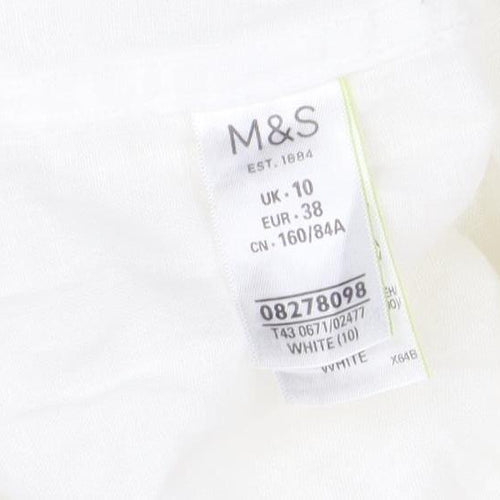 M&S
EST. 1884
UK · 10
EUR · 38
CN · 160/84A
08278098
T43 0671/02477
WHITE (10)
WHITE X64B